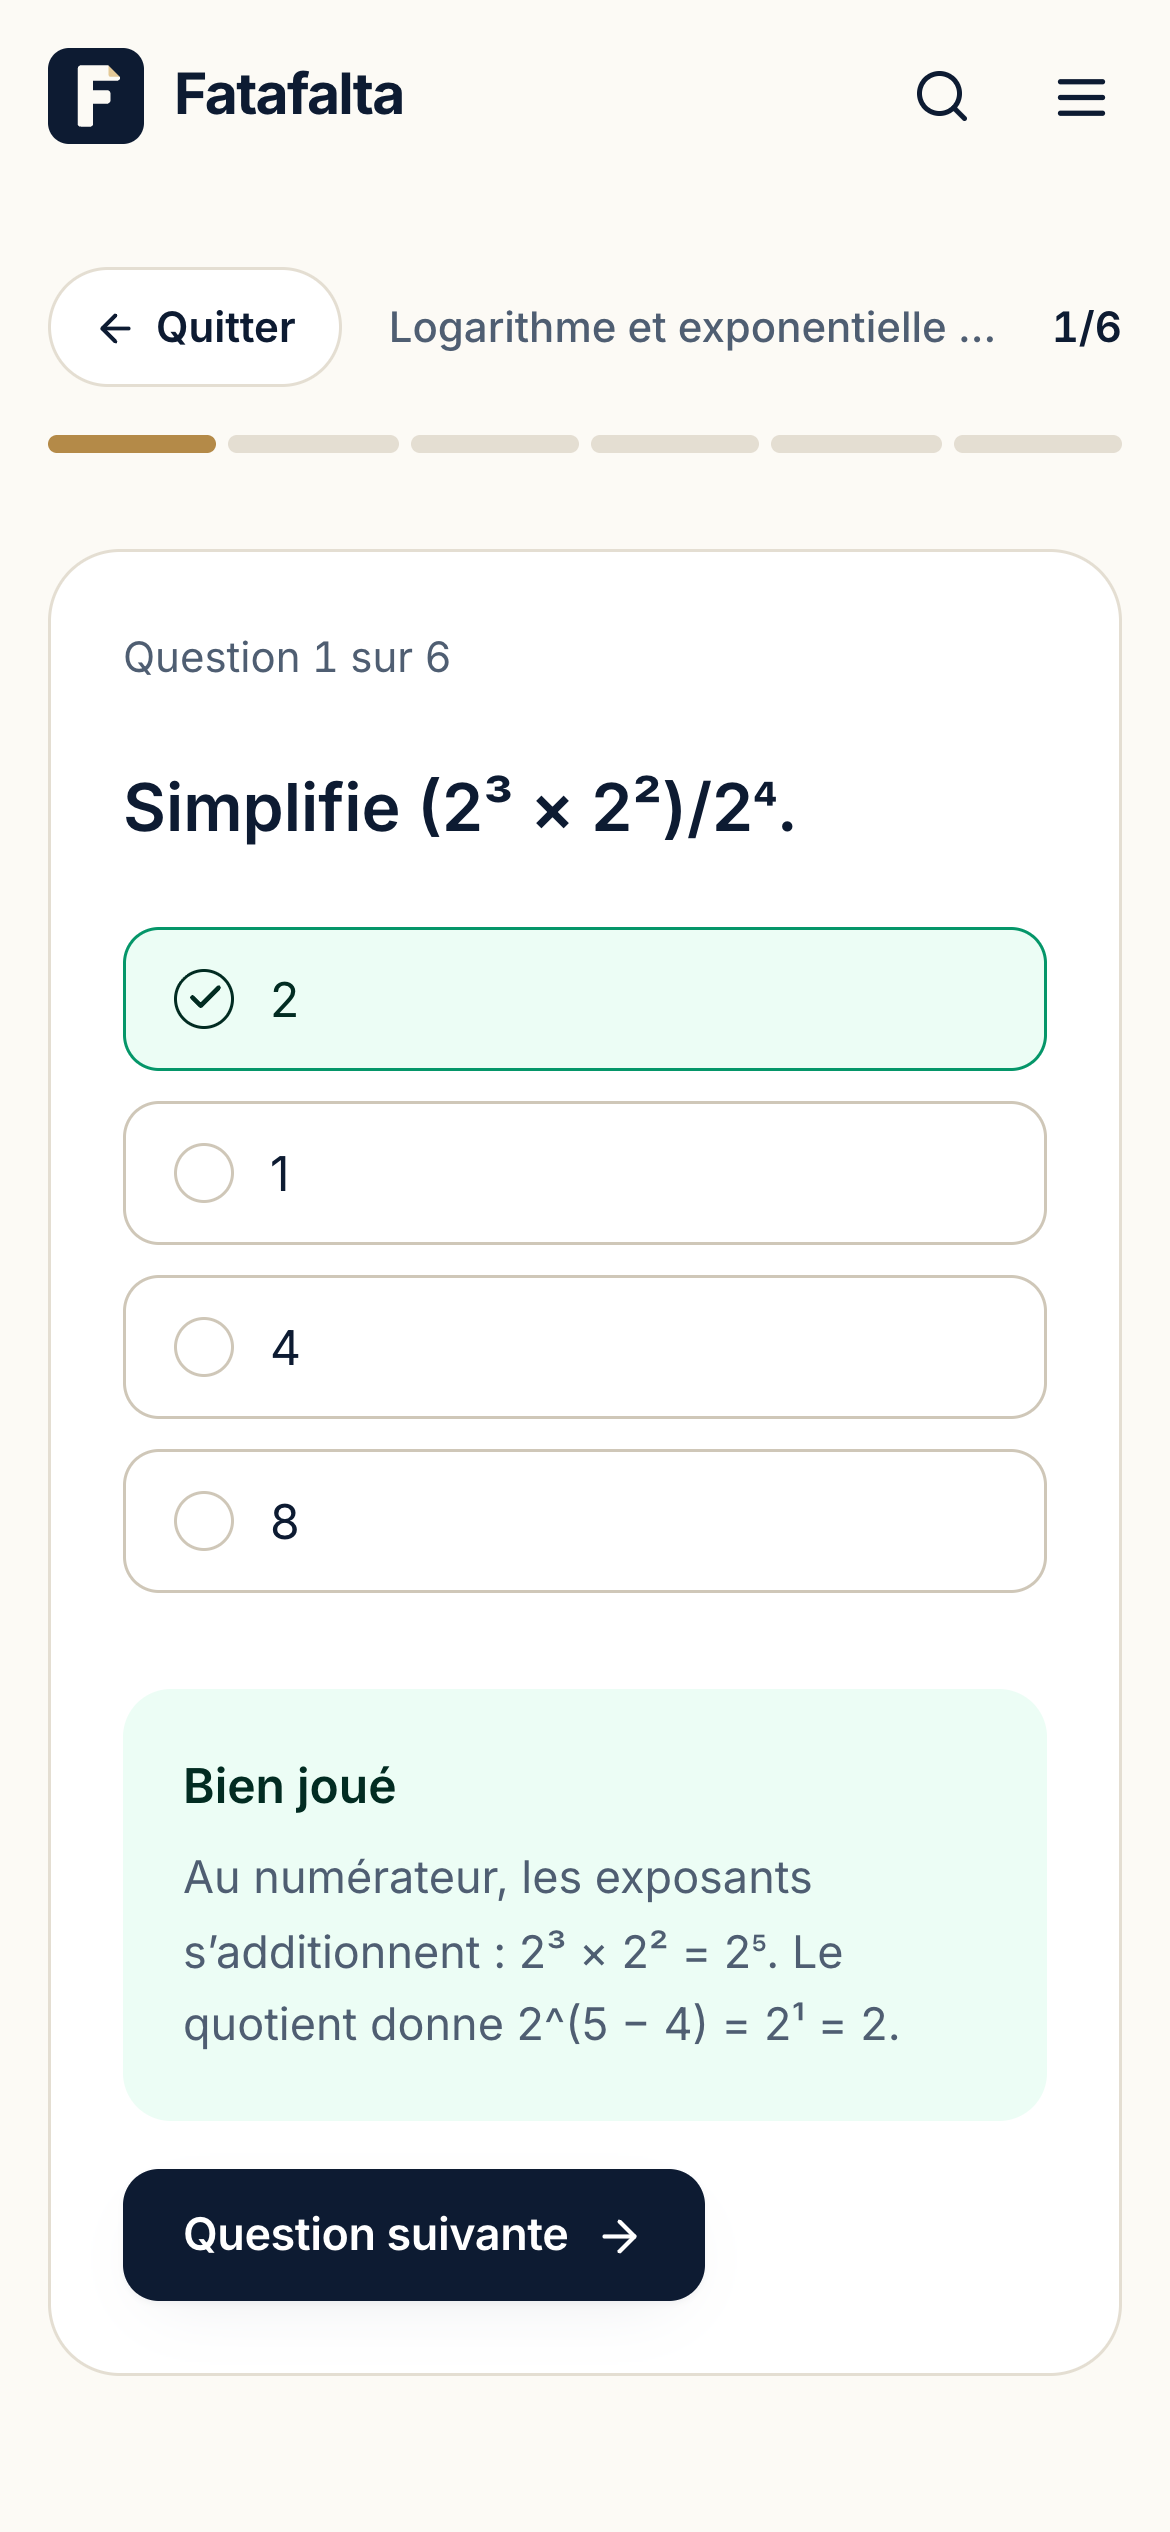 Fatafalta
Quitter
Logarithme et exponentielle ...
1/6
Question 1 sur 6
Simplifie (2³ × 2²)/2⁴.
2
1
4
8
Bien joué
Au numérateur, les exposants
s’additionnent : 2³ × 2² = 2⁵. Le
quotient donne 2^(5 − 4) = 2¹ = 2.
Question suivante